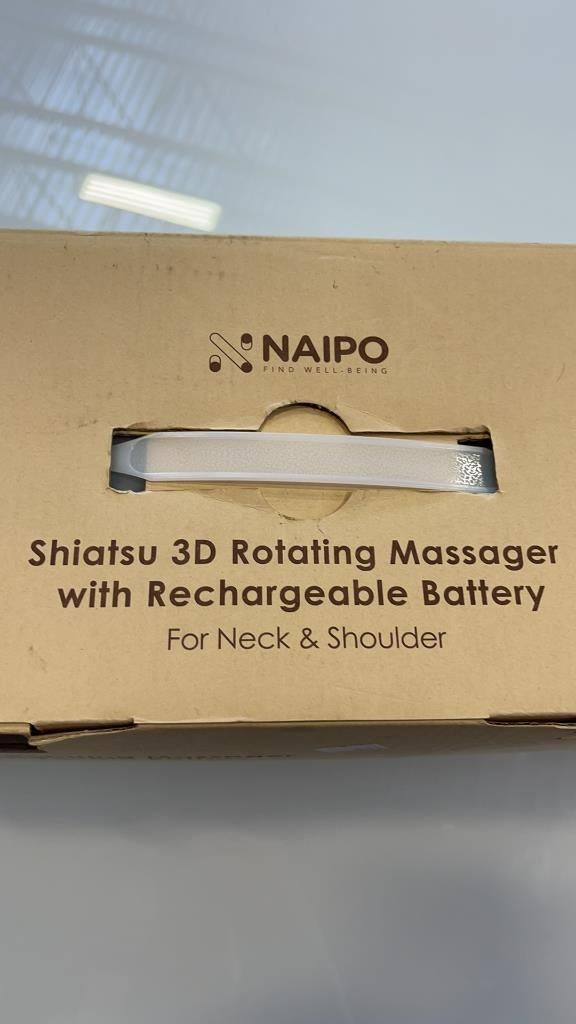 NAIPO
FIND WELL-BEING
Shiatsu 3D Rotating Massager
with Rechargeable Battery
For Neck & Shoulder